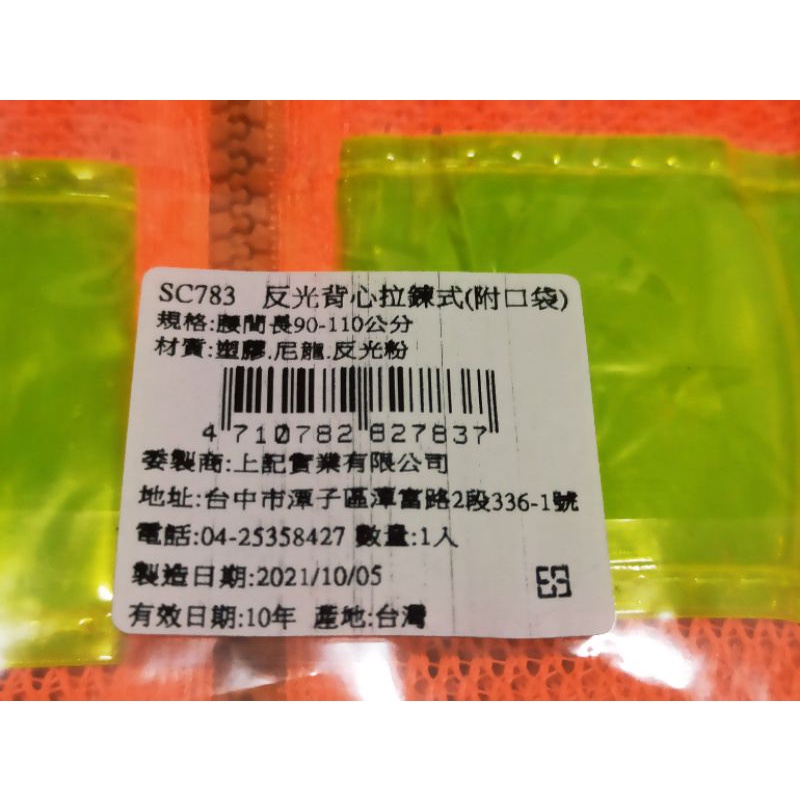 SC783 反光背心拉鍊式(附口袋)
規格:腰間長90-110公分
材質:塑膠.尼龍.反光粉
4 710782 827837
委製商:上記實業有限公司
地址:台中市潭子區潭富路2段336-1號
電話:04-25358427 數量:1入
製造日期:2021/10/05
有效日期:10年 產地:台灣